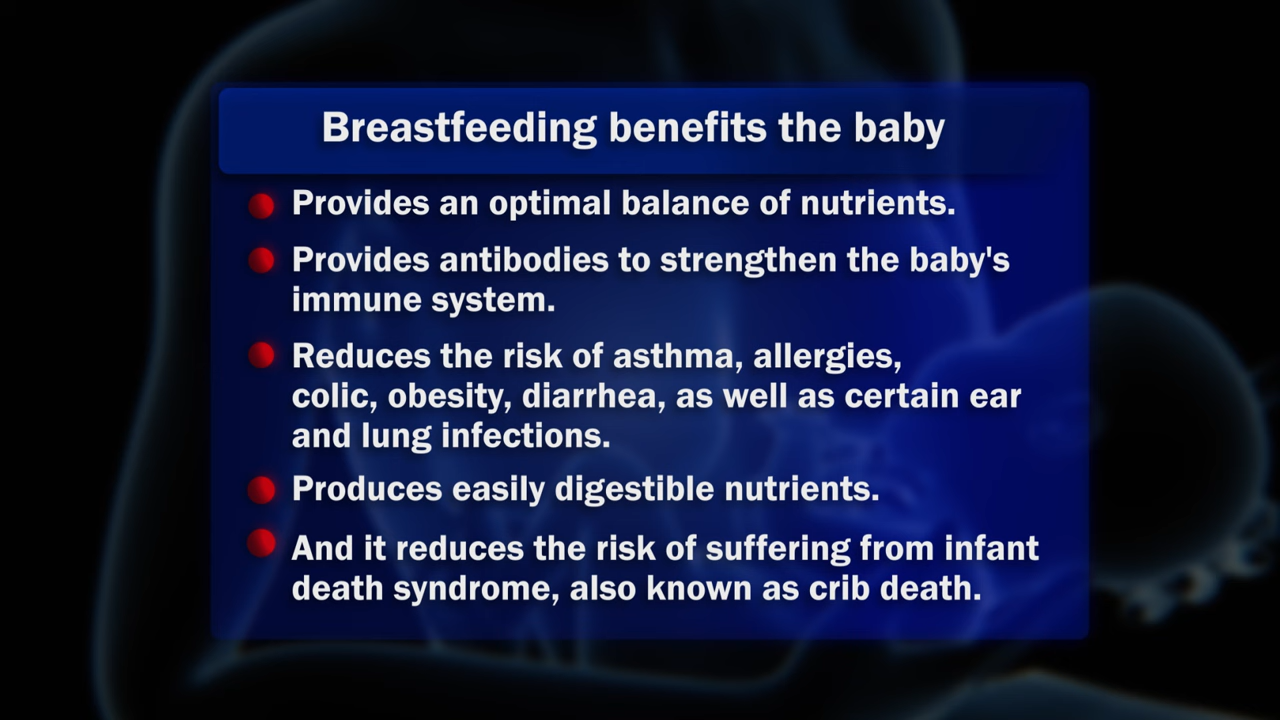 Breastfeeding benefits the baby
Provides an optimal balance of nutrients.
Provides antibodies to strengthen the baby's
immune system.
Reduces the risk of asthma, allergies,
colic, obesity, diarrhea, as well as certain ear
and lung infections.
Produces easily digestible nutrients.
And it reduces the risk of suffering from infant
death syndrome, also known as crib death.